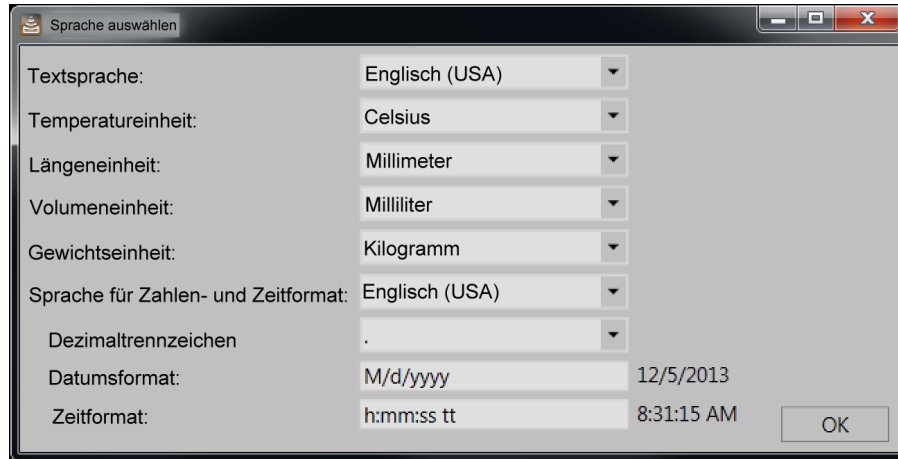 Sprache auswählen
Textsprache: Englisch (USA)
Temperatureinheit: Celsius
Längeneinheit: Millimeter
Volumeneinheit: Milliliter
Gewichtseinheit: Kilogramm
Sprache für Zahlen- und Zeitformat: Englisch (USA)
Dezimaltrennzeichen .
Datumsformat: M/d/yyyy 12/5/2013
Zeitformat: h:mm:ss tt 8:31:15 AM
OK